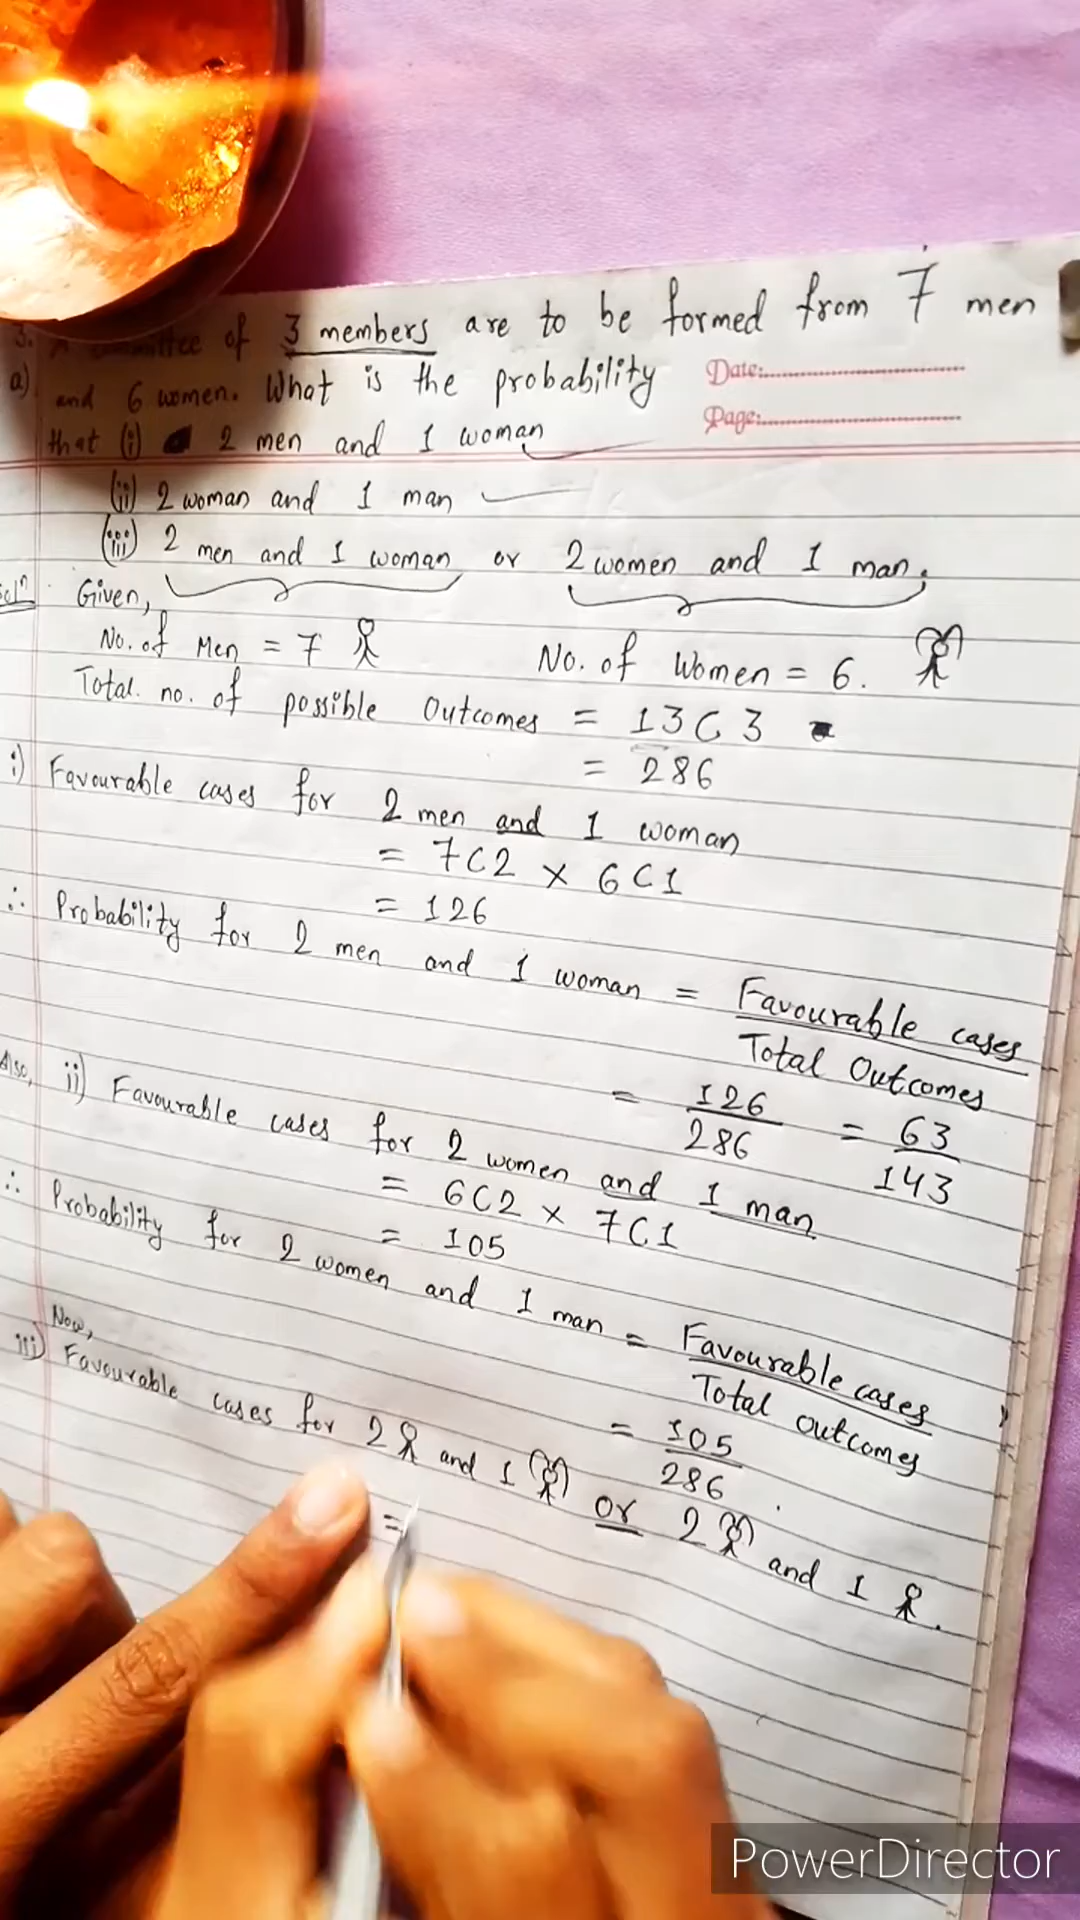 3. A committee of 3 members are to be formed from 7 men
a) and 6 women. What is the probability
Date:
Page:
that (i) 2 men and 1 woman
(ii) 2 woman and 1 man
(iii) 2 men and 1 woman or 2 women and 1 man.
Solⁿ Given,
No. of Men = 7 No. of Women = 6.
Total no. of possible Outcomes = 13C3
= 286
i) Favourable cases for 2 men and 1 woman
= 7C2 × 6C1
= 126
∴ Probability for 2 men and 1 woman = Favourable cases
Total Outcomes
= 126/286 = 63/143
Also, ii) Favourable cases for 2 women and 1 man
= 6C2 × 7C1
= 105
∴ Probability for 2 women and 1 man = Favourable cases
Total outcomes
= 105/286
Now,
iii) Favourable cases for 2 and 1 or 2 and 1 .
=
PowerDirector